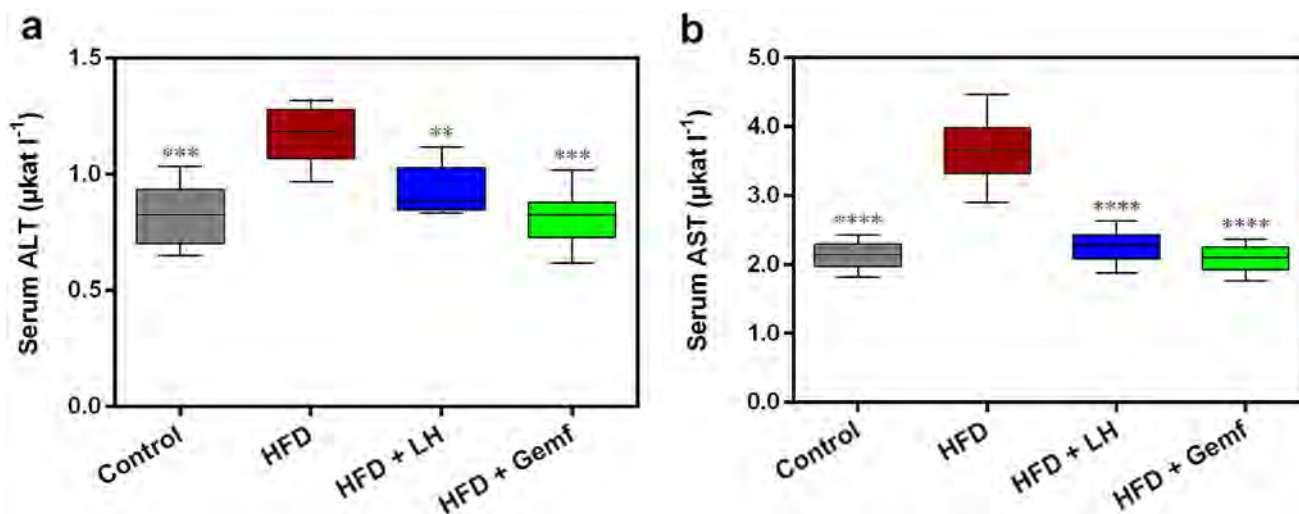 a
Serum ALT (µkat l⁻¹)
1.5
1.0
0.5
0.0
***
**
***
Control
HFD
HFD + LH
HFD + Gemf
b
Serum AST (µkat l⁻¹)
5.0
4.0
3.0
2.0
1.0
0.0
****
****
****
Control
HFD
HFD + LH
HFD + Gemf